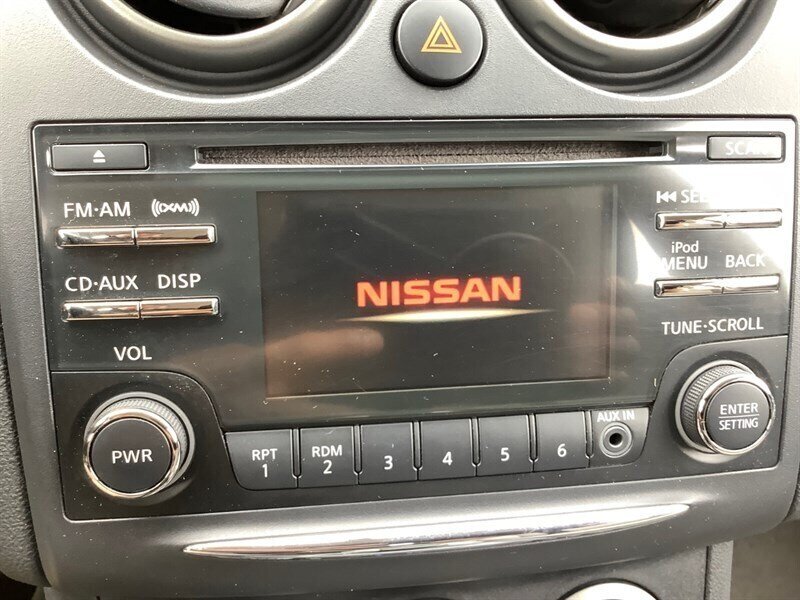 SCAN
FM·AM
((XM))
SEEK
iPod
MENU
BACK
CD·AUX
DISP
NISSAN
TUNE·SCROLL
VOL
PWR
RPT
1
RDM
2
3
4
5
6
AUX IN
ENTER
SETTING